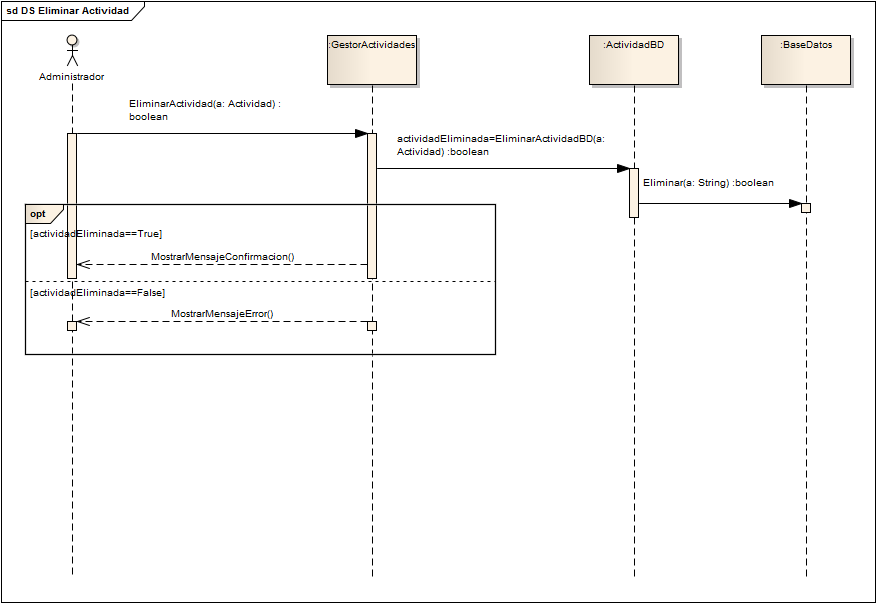 sd DS Eliminar Actividad
Administrador
:GestorActividades
:ActividadBD
:BaseDatos
EliminarActividad(a: Actividad) :
boolean
actividadEliminada=EliminarActividadBD(a:
Actividad) :boolean
Eliminar(a: String) :boolean
opt
[actividadEliminada==True]
MostrarMensajeConfirmacion()
[actividadEliminada==False]
MostrarMensajeError()